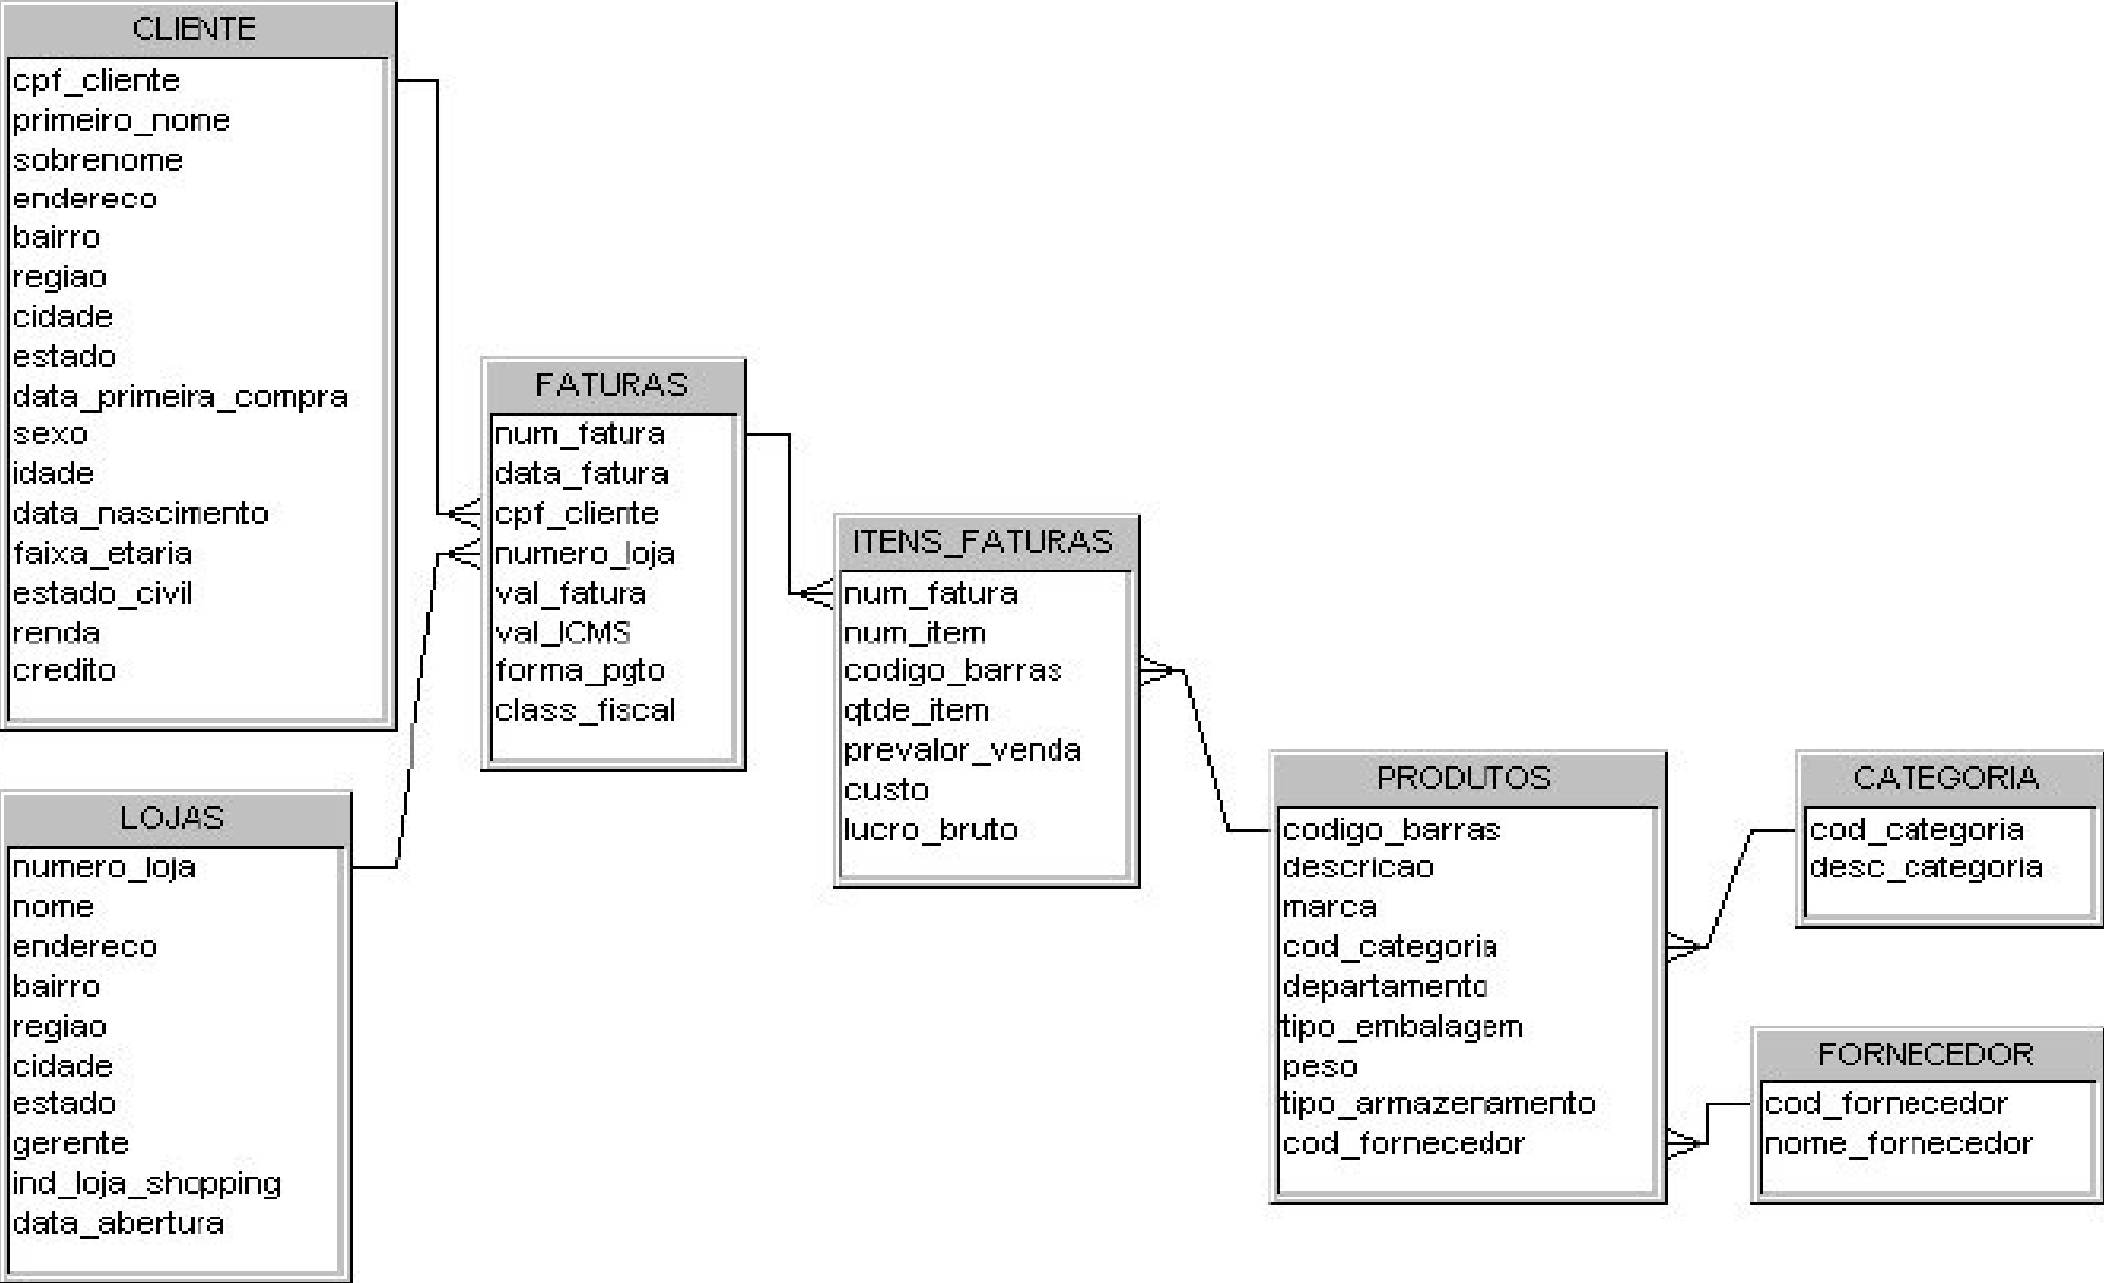 CLIENTE
cpf_cliente
primeiro_nome
sobrenome
endereco
bairro
regiao
cidade
estado
data_primeira_compra
sexo
idade
data_nascimento
faixa_etaria
estado_civil
renda
credito
LOJAS
numero_loja
nome
endereco
bairro
regiao
cidade
estado
gerente
ind_loja_shopping
data_abertura
FATURAS
num_fatura
data_fatura
cpf_cliente
numero_loja
val_fatura
val_ICMS
forma_pgto
class_fiscal
ITENS_FATURAS
num_fatura
num_item
codigo_barras
qtde_item
prevalor_venda
custo
lucro_bruto
PRODUTOS
codigo_barras
descricao
marca
cod_categoria
departamento
tipo_embalagem
peso
tipo_armazenamento
cod_fornecedor
CATEGORIA
cod_categoria
desc_categoria
FORNECEDOR
cod_fornecedor
nome_fornecedor